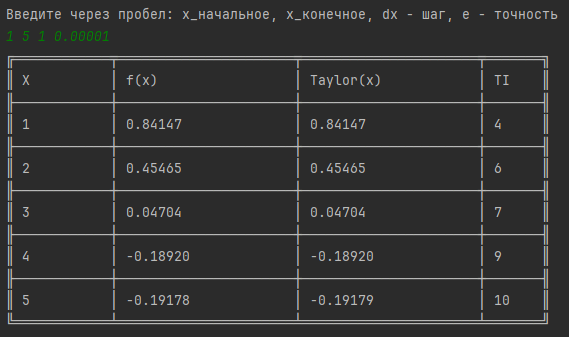 Введите через пробел: x_начальное, x_конечное, dx - шаг, e - точность
1 5 1 0.00001
X f(x) Taylor(x) TI
1 0.84147 0.84147 4
2 0.45465 0.45465 6
3 0.04704 0.04704 7
4 -0.18920 -0.18920 9
5 -0.19178 -0.19179 10